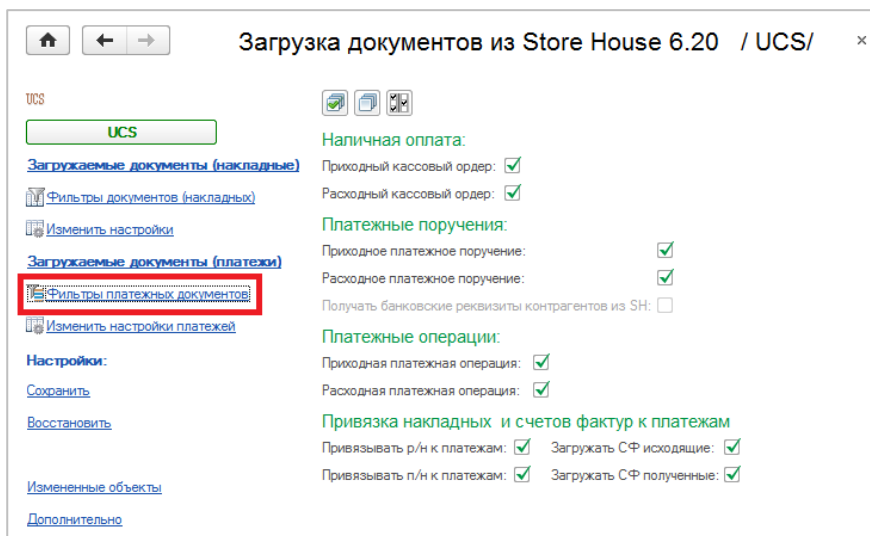 Загрузка документов из Store House 6.20 / UCS/
UCS
UCS
Загружаемые документы (накладные)
Фильтры документов (накладных)
Изменить настройки
Загружаемые документы (платежи)
Фильтры платежных документов
Изменить настройки платежей
Настройки:
Сохранить
Восстановить
Измененные объекты
Дополнительно
Наличная оплата:
Приходный кассовый ордер:
Расходный кассовый ордер:
Платежные поручения:
Приходное платежное поручение:
Расходное платежное поручение:
Получать банковские реквизиты контрагентов из SH:
Платежные операции:
Приходная платежная операция:
Расходная платежная операция:
Привязка накладных и счетов фактур к платежам
Привязывать р/н к платежам: Загружать СФ исходящие:
Привязывать п/н к платежам: Загружать СФ полученные: